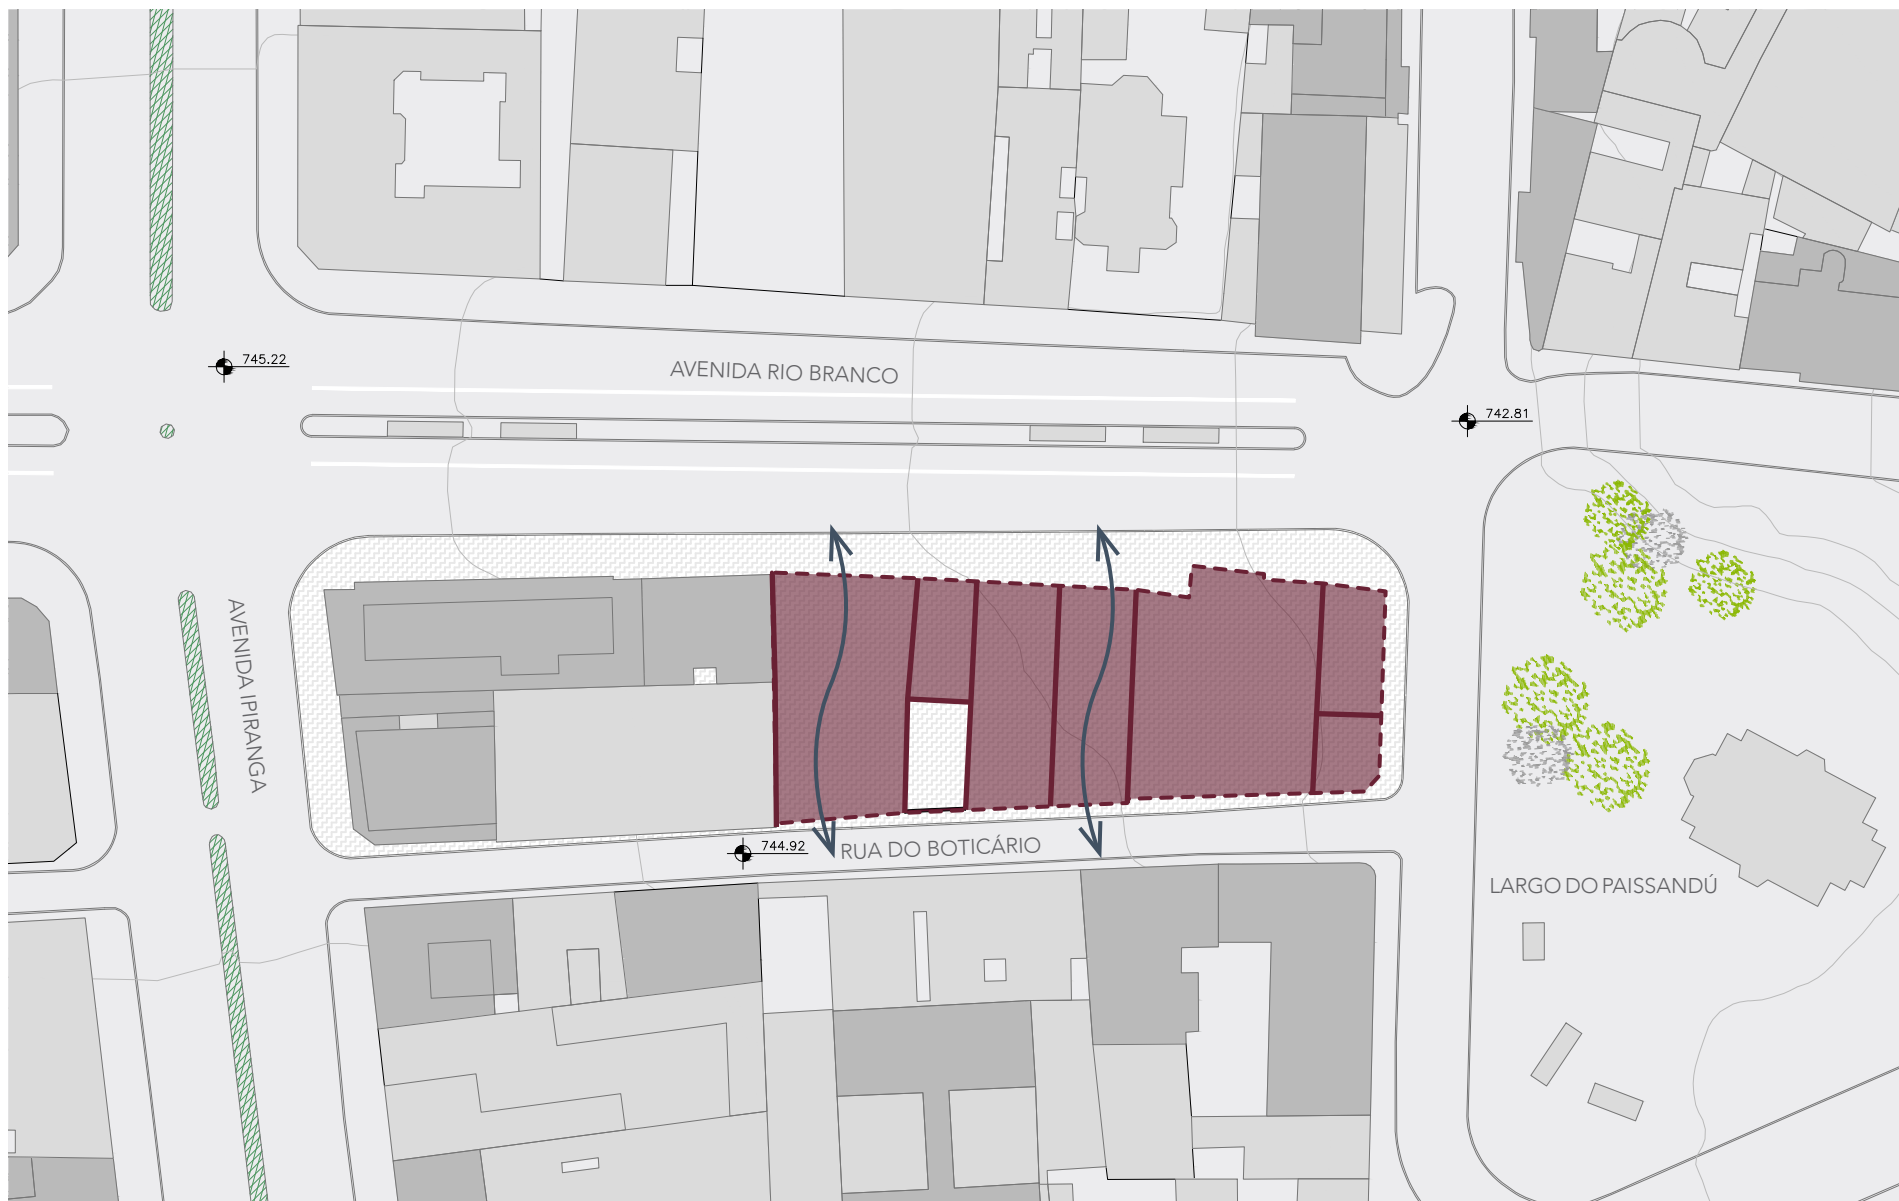 745.22
AVENIDA RIO BRANCO
742.81
AVENIDA IPIRANGA
744.92
RUA DO BOTICÁRIO
LARGO DO PAISSANDÚ